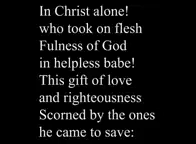 In Christ alone!
who took on flesh
Fulness of God
in helpless babe!
This gift of love
and righteousness
Scorned by the ones
he came to save: